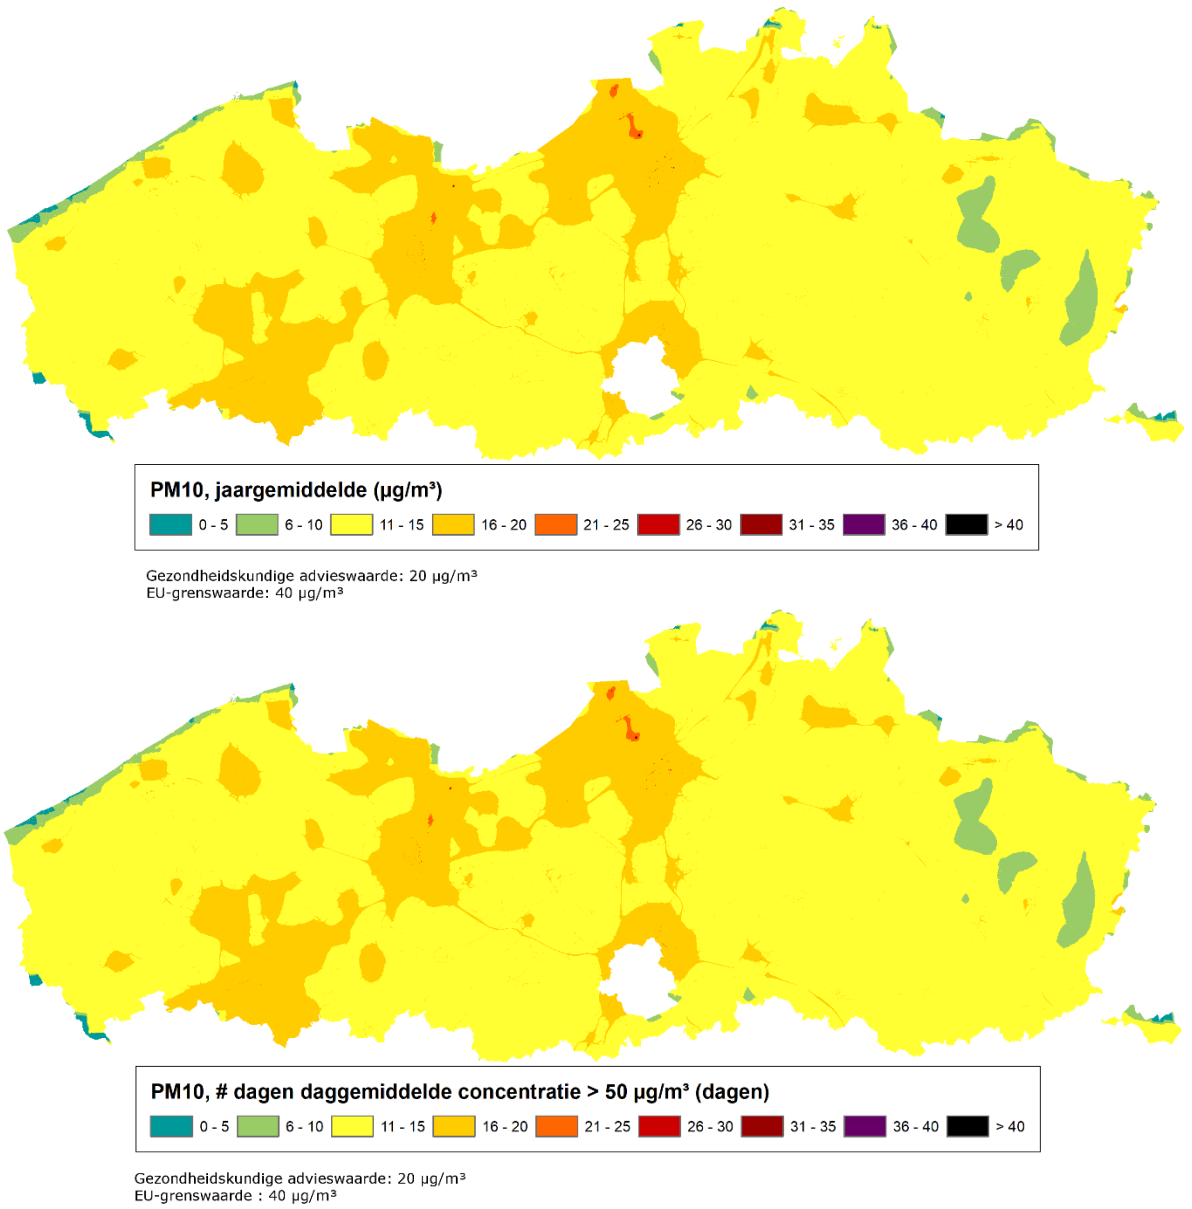 PM10, jaargemiddelde (µg/m³)
0 - 5 6 - 10 11 - 15 16 - 20 21 - 25 26 - 30 31 - 35 36 - 40 > 40
Gezondheidskundige advieswaarde: 20 µg/m³
EU-grenswaarde: 40 µg/m³
PM10, # dagen daggemiddelde concentratie > 50 µg/m³ (dagen)
0 - 5 6 - 10 11 - 15 16 - 20 21 - 25 26 - 30 31 - 35 36 - 40 > 40
Gezondheidskundige advieswaarde: 20 µg/m³
EU-grenswaarde : 40 µg/m³